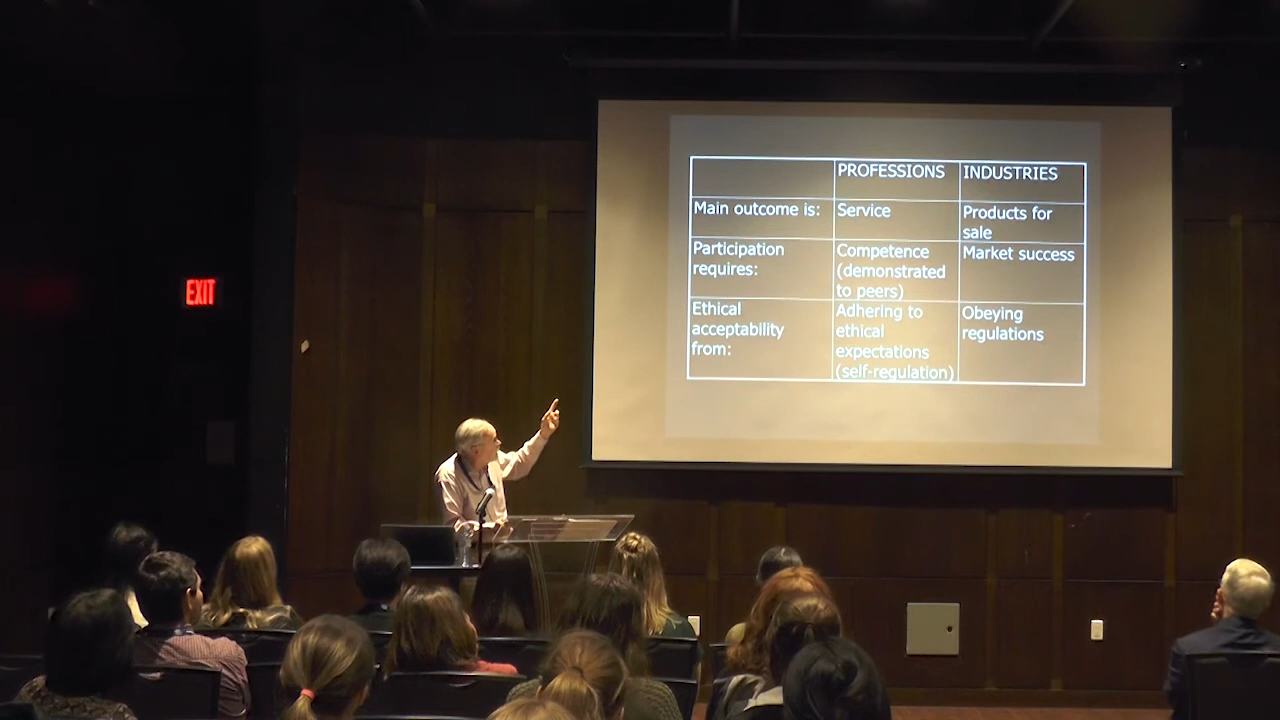 PROFESSIONS INDUSTRIES
Main outcome is: Service Products for
sale
Participation Competence Market success
requires: (demonstrated
to peers)
Ethical Adhering to Obeying
acceptability ethical regulations
from: expectations
(self-regulation)
EXIT